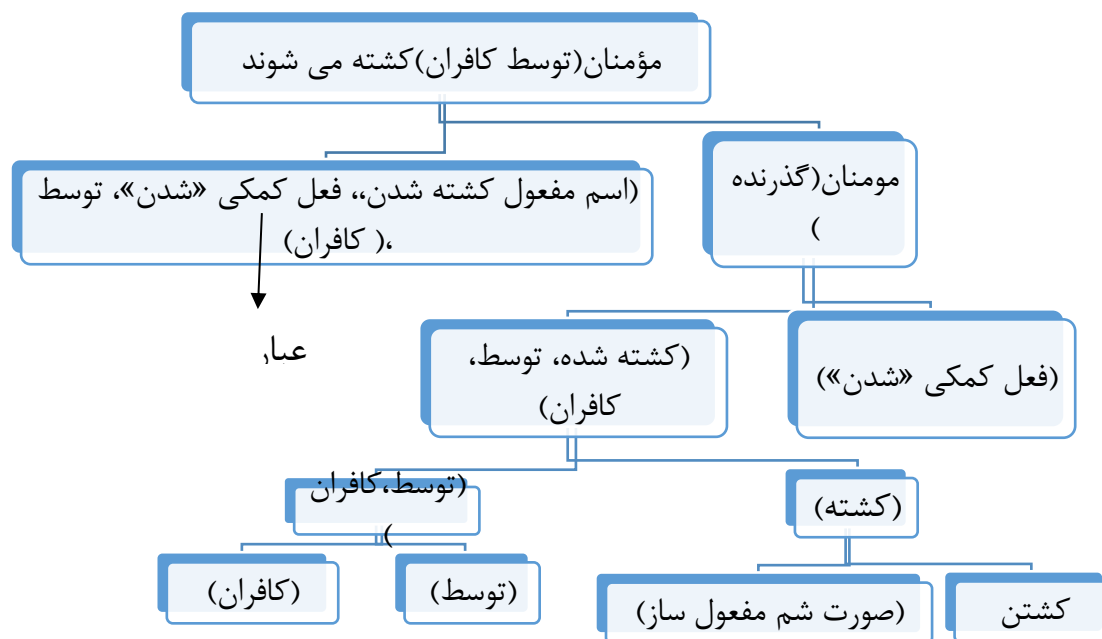 مؤمنان(توسط کافران)کشته می شوند
مومنان(گذرنده
)
(اسم مفعول کشته شدن،، فعل کمکی «شدن»، توسط
،( کافران)
عبار
(فعل کمکی «شدن»)
(کشته شده، توسط،
کافران)
(کشته)
(توسط،کافران
)
کشتن
(صورت شم مفعول ساز)
(توسط)
(کافران)